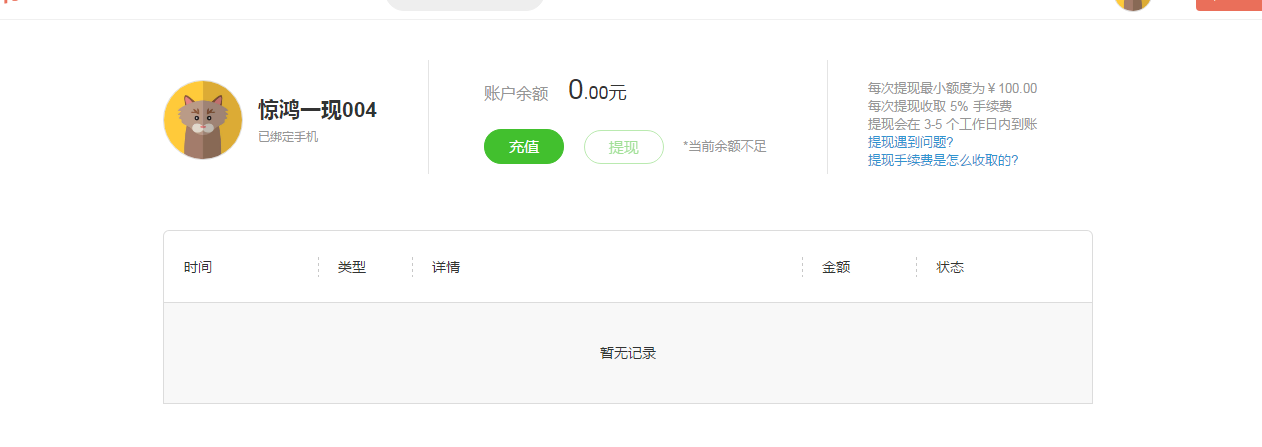 惊鸿一现004
已绑定手机
账户余额 0.00元
充值 提现 *当前余额不足
每次提现最小额度为￥100.00
每次提现收取 5% 手续费
提现会在 3-5 个工作日内到账
提现遇到问题?
提现手续费是怎么收取的?
时间 类型 详情 金额 状态
暂无记录